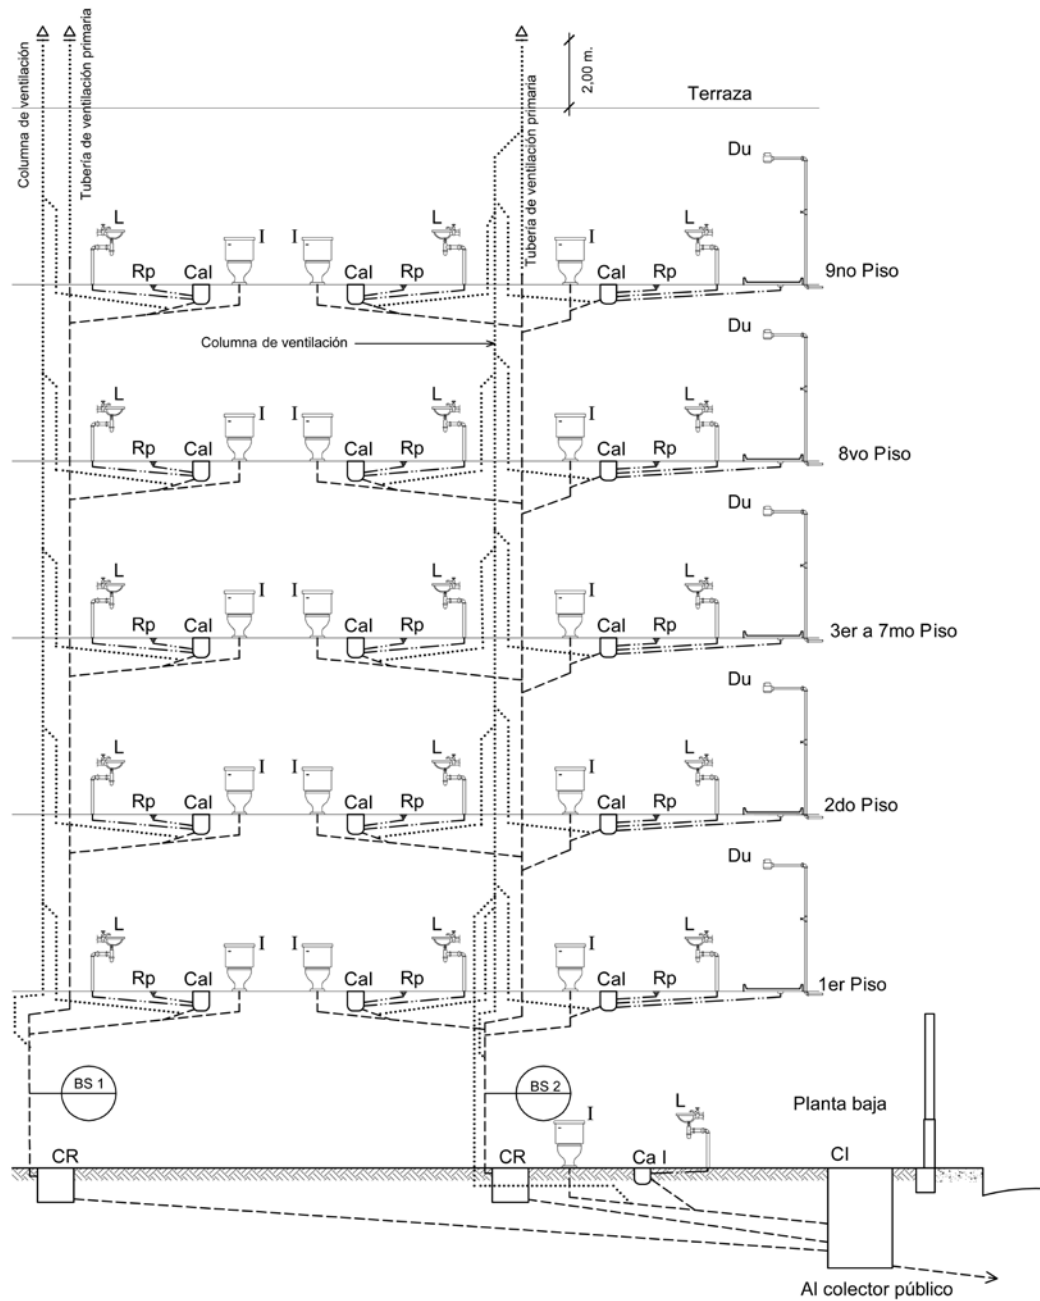 Columna de ventilación
Tubería de ventilación primaria
Tubería de ventilación primaria
2,00 m.
Terraza
Du
L I I L I L
Rp Cal Cal Rp Cal Rp
9no Piso
Columna de ventilación
Du
L I I L I L
Rp Cal Cal Rp Cal Rp
8vo Piso
Du
L I I L I L
Rp Cal Cal Rp Cal Rp
3er a 7mo Piso
Du
L I I L I L
Rp Cal Cal Rp Cal Rp
2do Piso
Du
L I I L I L
Rp Cal Cal Rp Cal Rp
1er Piso
BS 1
BS 2
Planta baja
I L
CR CR Ca I CI
Al colector público